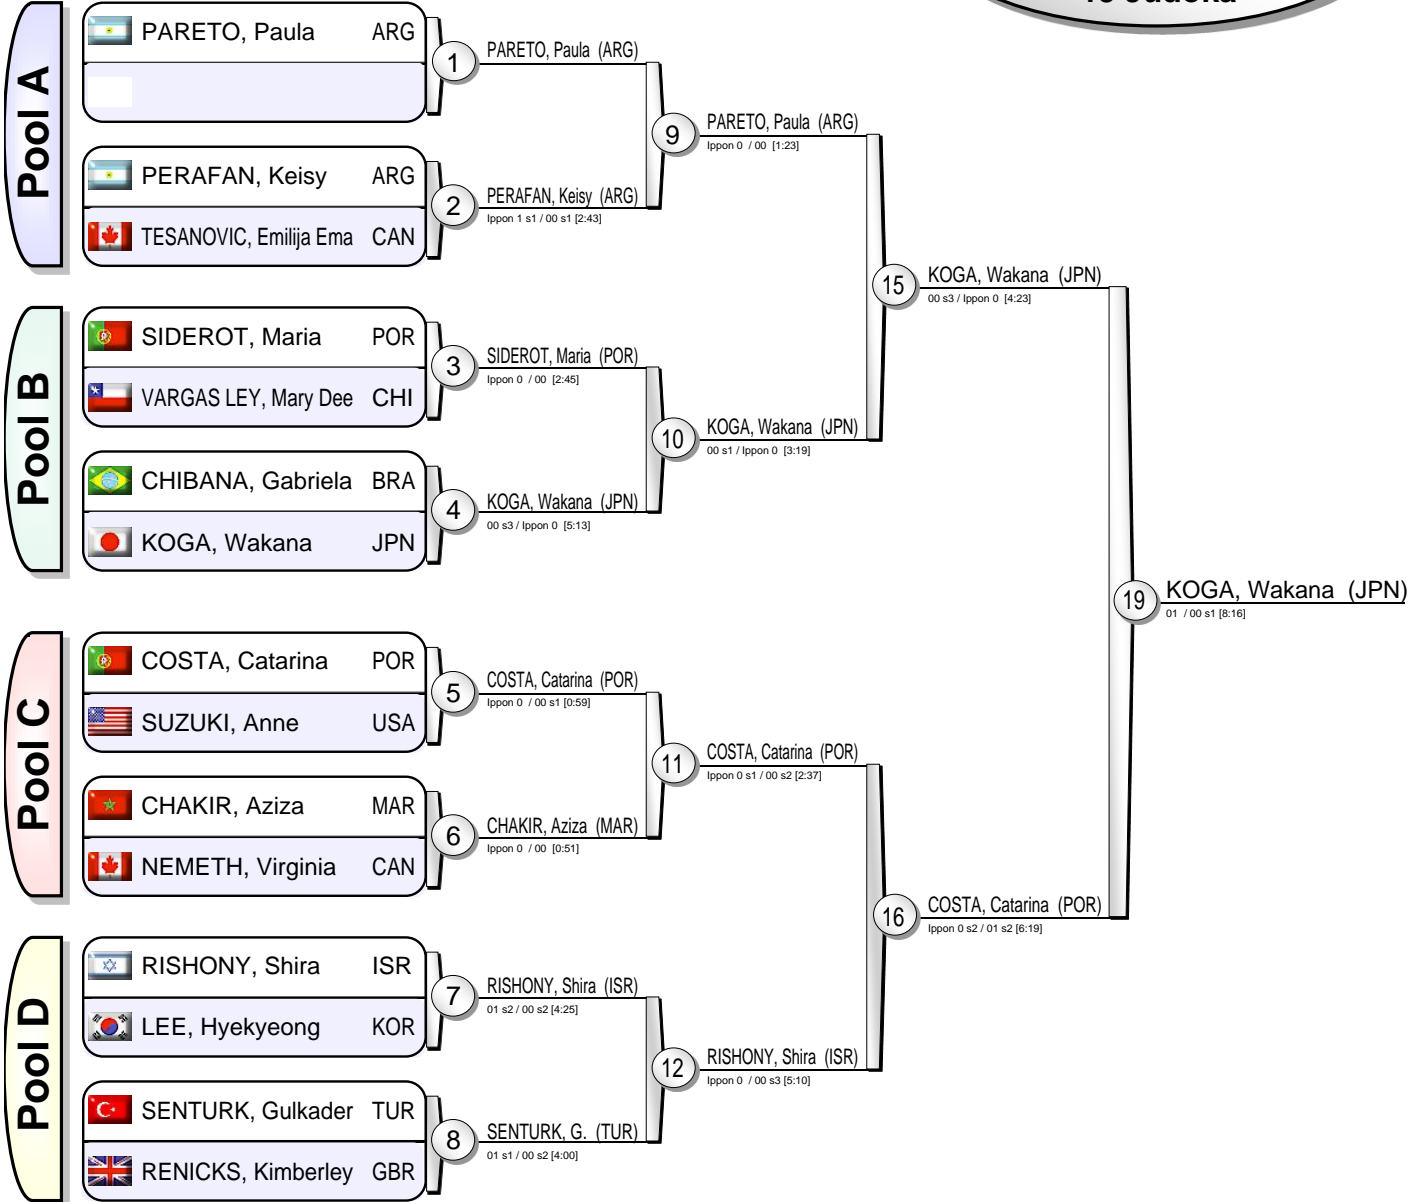 Pool A
PARETO, Paula ARG
PERAFAN, Keisy ARG
TESANOVIC, Emilija Ema CAN
Pool B
SIDEROT, Maria POR
VARGAS LEY, Mary Dee CHI
CHIBANA, Gabriela BRA
KOGA, Wakana JPN
Pool C
COSTA, Catarina POR
SUZUKI, Anne USA
CHAKIR, Aziza MAR
NEMETH, Virginia CAN
Pool D
RISHONY, Shira ISR
LEE, Hyekyeong KOR
SENTURK, Gulkader TUR
RENICKS, Kimberley GBR
1
PARETO, Paula (ARG)
2
PERAFAN, Keisy (ARG)
Ippon 1 s1 / 00 s1 [2:43]
3
SIDEROT, Maria (POR)
Ippon 0 / 00 [2:45]
4
KOGA, Wakana (JPN)
00 s3 / Ippon 0 [5:13]
5
COSTA, Catarina (POR)
Ippon 0 / 00 s1 [0:59]
6
CHAKIR, Aziza (MAR)
Ippon 0 / 00 [0:51]
7
RISHONY, Shira (ISR)
01 s2 / 00 s2 [4:25]
8
SENTURK, G. (TUR)
01 s1 / 00 s2 [4:00]
9
PARETO, Paula (ARG)
Ippon 0 / 00 [1:23]
10
KOGA, Wakana (JPN)
00 s1 / Ippon 0 [3:19]
11
COSTA, Catarina (POR)
Ippon 0 s1 / 00 s2 [2:37]
12
RISHONY, Shira (ISR)
Ippon 0 / 00 s3 [5:10]
15
KOGA, Wakana (JPN)
00 s3 / Ippon 0 [4:23]
16
COSTA, Catarina (POR)
Ippon 0 s2 / 01 s2 [6:19]
19
KOGA, Wakana (JPN)
01 / 00 s1 [8:16]